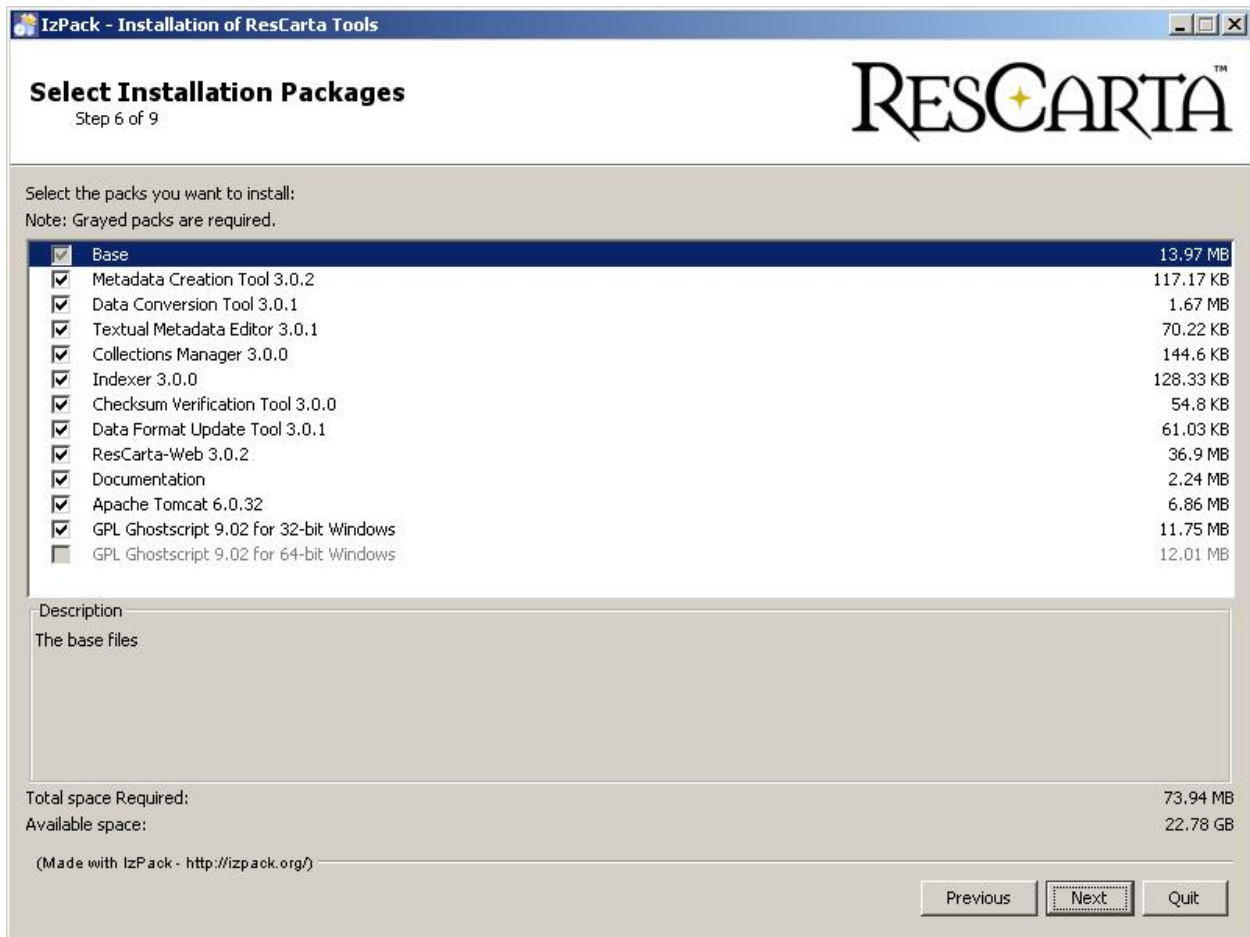 IzPack - Installation of ResCarta Tools
Select Installation Packages
Step 6 of 9
RESCARTA™
Select the packs you want to install:
Note: Grayed packs are required.
Base 13.97 MB
Metadata Creation Tool 3.0.2 117.17 KB
Data Conversion Tool 3.0.1 1.67 MB
Textual Metadata Editor 3.0.1 70.22 KB
Collections Manager 3.0.0 144.6 KB
Indexer 3.0.0 128.33 KB
Checksum Verification Tool 3.0.0 54.8 KB
Data Format Update Tool 3.0.1 61.03 KB
ResCarta-Web 3.0.2 36.9 MB
Documentation 2.24 MB
Apache Tomcat 6.0.32 6.86 MB
GPL Ghostscript 9.02 for 32-bit Windows 11.75 MB
GPL Ghostscript 9.02 for 64-bit Windows 12.01 MB
Description
The base files
Total space Required: 73.94 MB
Available space: 22.78 GB
(Made with IzPack - http://izpack.org/)
Previous Next Quit